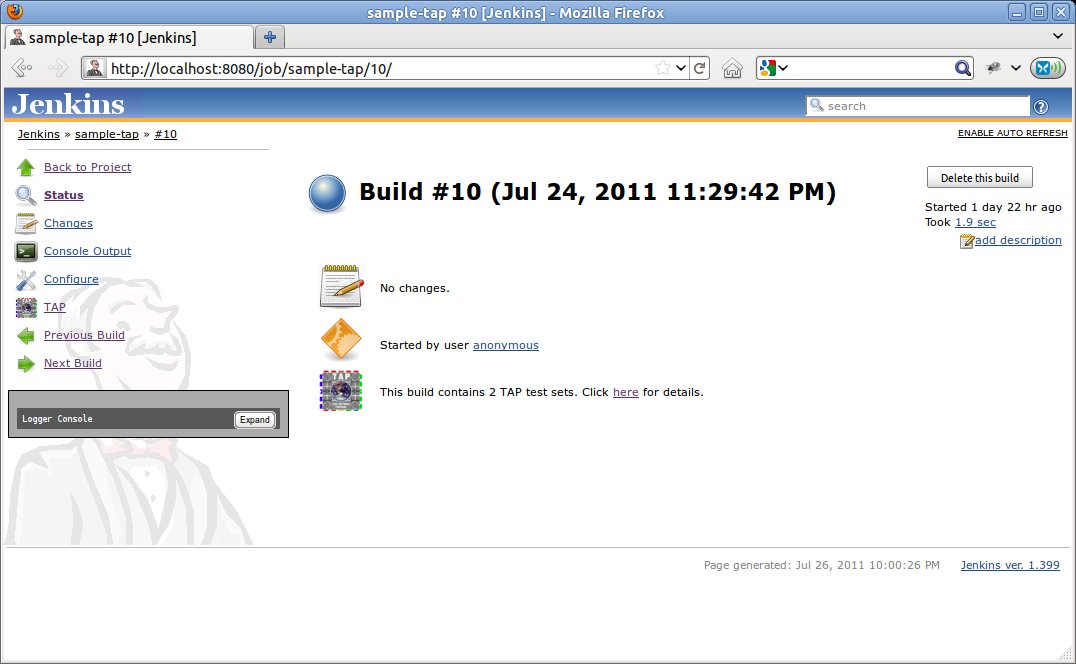 sample-tap #10 [Jenkins] - Mozilla Firefox
sample-tap #10 [Jenkins]
http://localhost:8080/job/sample-tap/10/
Jenkins
search
Jenkins » sample-tap » #10
ENABLE AUTO REFRESH
Back to Project
Status
Changes
Console Output
Configure
TAP
Previous Build
Next Build
Logger Console
Expand
Build #10 (Jul 24, 2011 11:29:42 PM)
Delete this build
Started 1 day 22 hr ago
Took 1.9 sec
add description
No changes.
Started by user anonymous
TAP
This build contains 2 TAP test sets. Click here for details.
Page generated: Jul 26, 2011 10:00:26 PM
Jenkins ver. 1.399